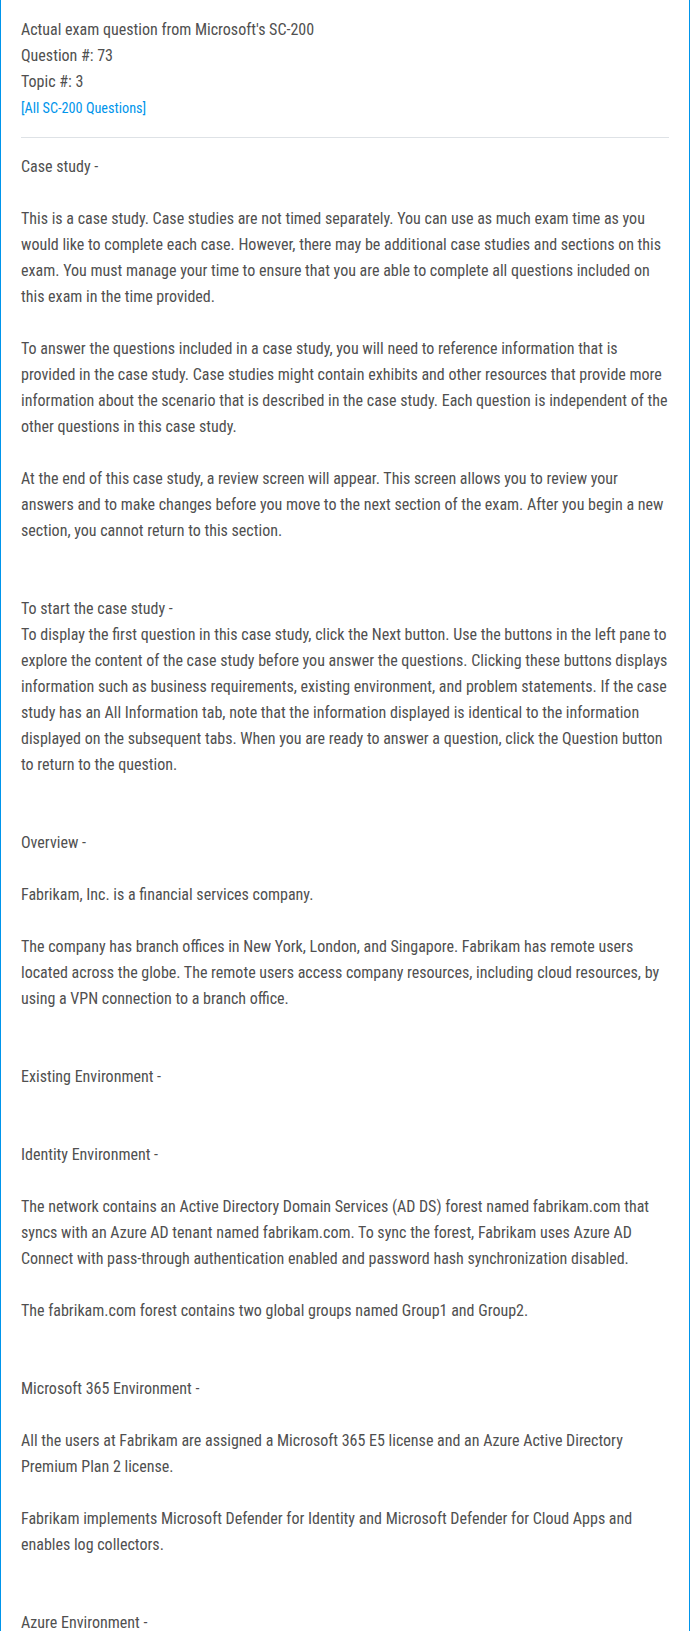 Actual exam question from Microsoft's SC-200
Question #: 73
Topic #: 3
[All SC-200 Questions]
Case study -
This is a case study. Case studies are not timed separately. You can use as much exam time as you
would like to complete each case. However, there may be additional case studies and sections on this
exam. You must manage your time to ensure that you are able to complete all questions included on
this exam in the time provided.
To answer the questions included in a case study, you will need to reference information that is
provided in the case study. Case studies might contain exhibits and other resources that provide more
information about the scenario that is described in the case study. Each question is independent of the
other questions in this case study.
At the end of this case study, a review screen will appear. This screen allows you to review your
answers and to make changes before you move to the next section of the exam. After you begin a new
section, you cannot return to this section.
To start the case study -
To display the first question in this case study, click the Next button. Use the buttons in the left pane to
explore the content of the case study before you answer the questions. Clicking these buttons displays
information such as business requirements, existing environment, and problem statements. If the case
study has an All Information tab, note that the information displayed is identical to the information
displayed on the subsequent tabs. When you are ready to answer a question, click the Question button
to return to the question.
Overview -
Fabrikam, Inc. is a financial services company.
The company has branch offices in New York, London, and Singapore. Fabrikam has remote users
located across the globe. The remote users access company resources, including cloud resources, by
using a VPN connection to a branch office.
Existing Environment -
Identity Environment -
The network contains an Active Directory Domain Services (AD DS) forest named fabrikam.com that
syncs with an Azure AD tenant named fabrikam.com. To sync the forest, Fabrikam uses Azure AD
Connect with pass-through authentication enabled and password hash synchronization disabled.
The fabrikam.com forest contains two global groups named Group1 and Group2.
Microsoft 365 Environment -
All the users at Fabrikam are assigned a Microsoft 365 E5 license and an Azure Active Directory
Premium Plan 2 license.
Fabrikam implements Microsoft Defender for Identity and Microsoft Defender for Cloud Apps and
enables log collectors.
Azure Environment -